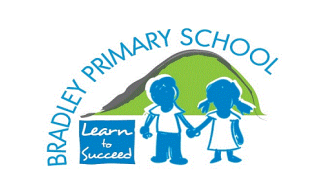 BRADLEY PRIMARY SCHOOL
Learn
to
Succeed